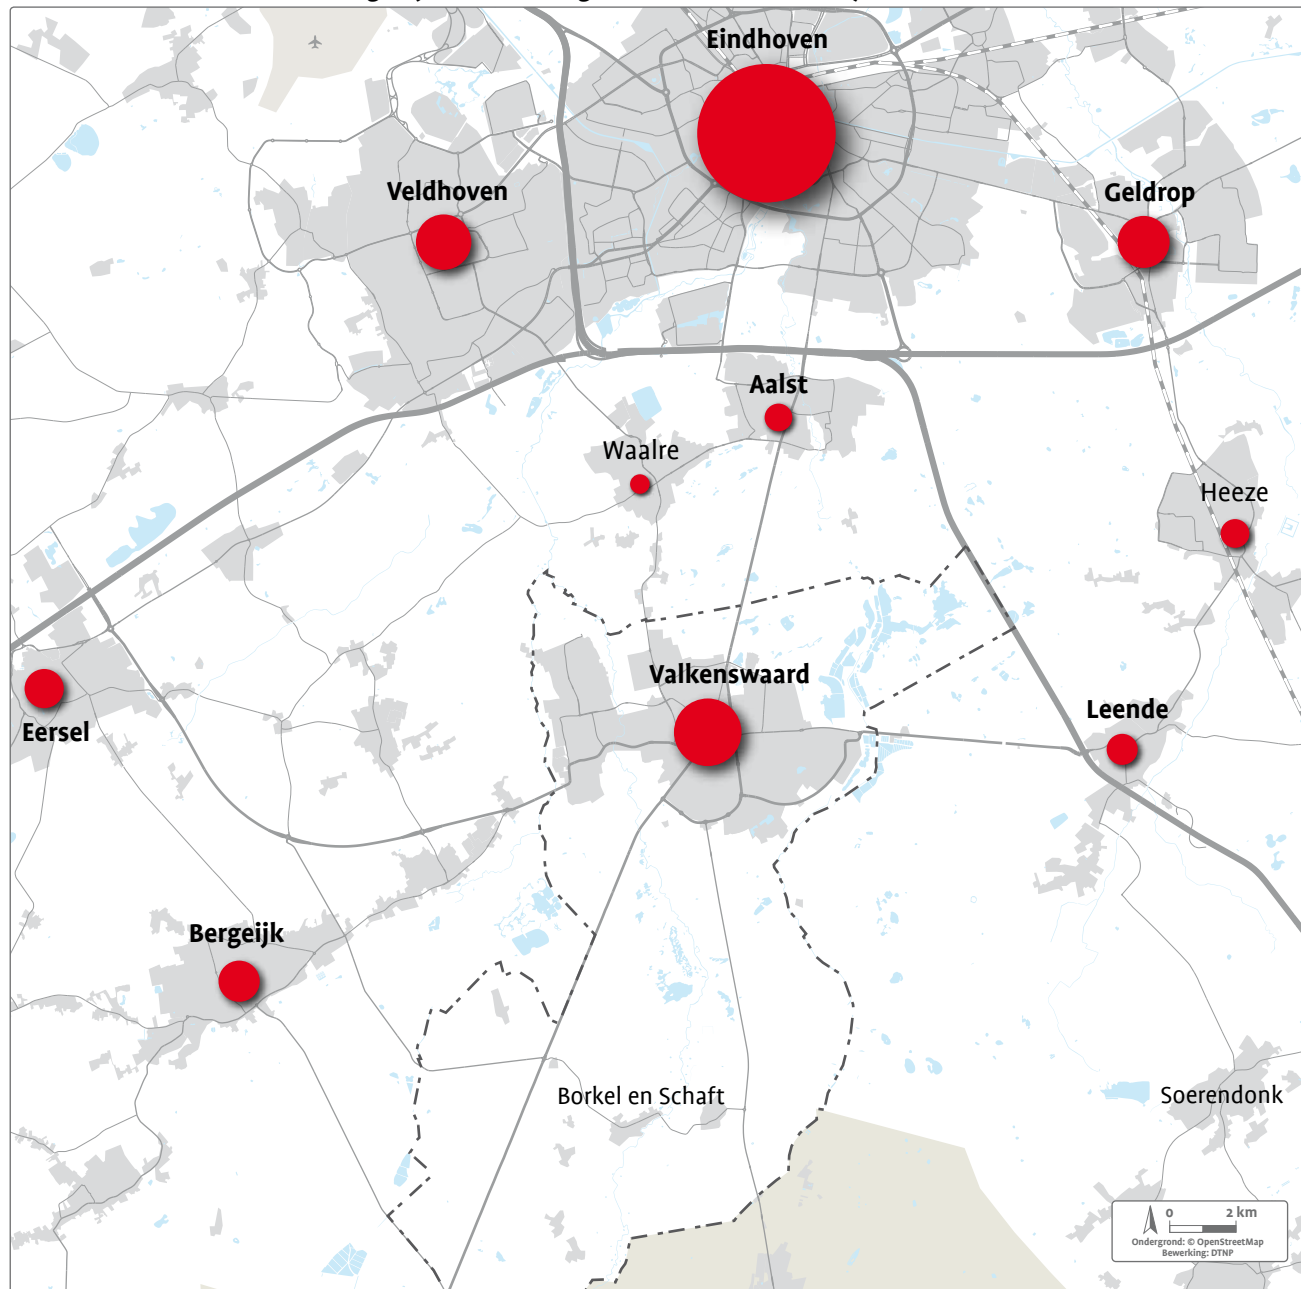 Eindhoven
Veldhoven
Geldrop
Aalst
Waalre
Heeze
Valkenswaard
Leende
Eersel
Bergeijk
Borkel en Schaft
Soerendonk
0 2 km
Ondergrond: © OpenStreetMap
Bewerking: DTNP